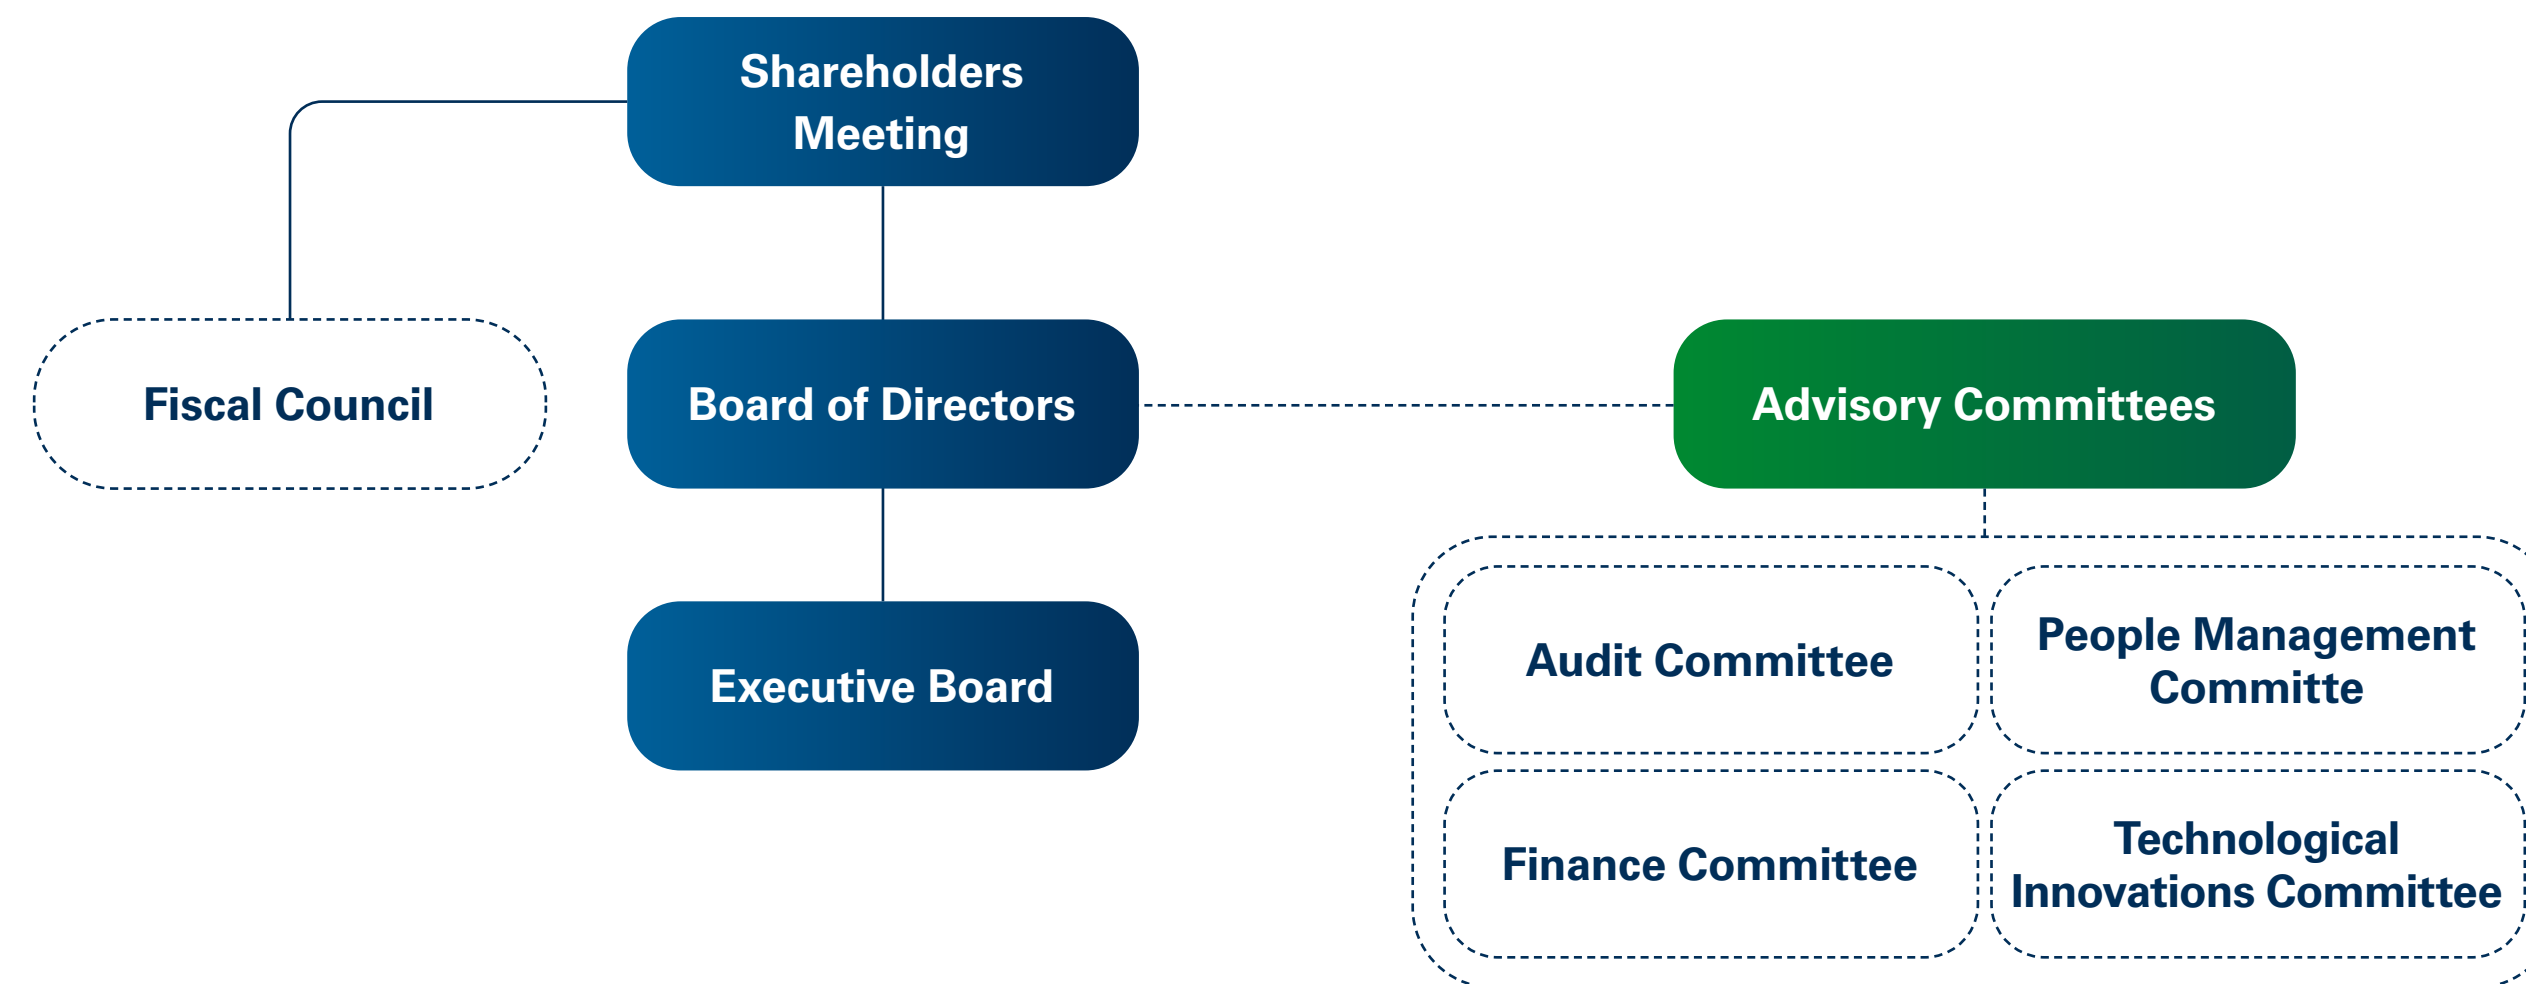 Shareholders
Meeting
Fiscal Council
Board of Directors
Advisory Committees
Executive Board
Audit Committee
People Management
Committe
Finance Committee
Technological
Innovations Committee